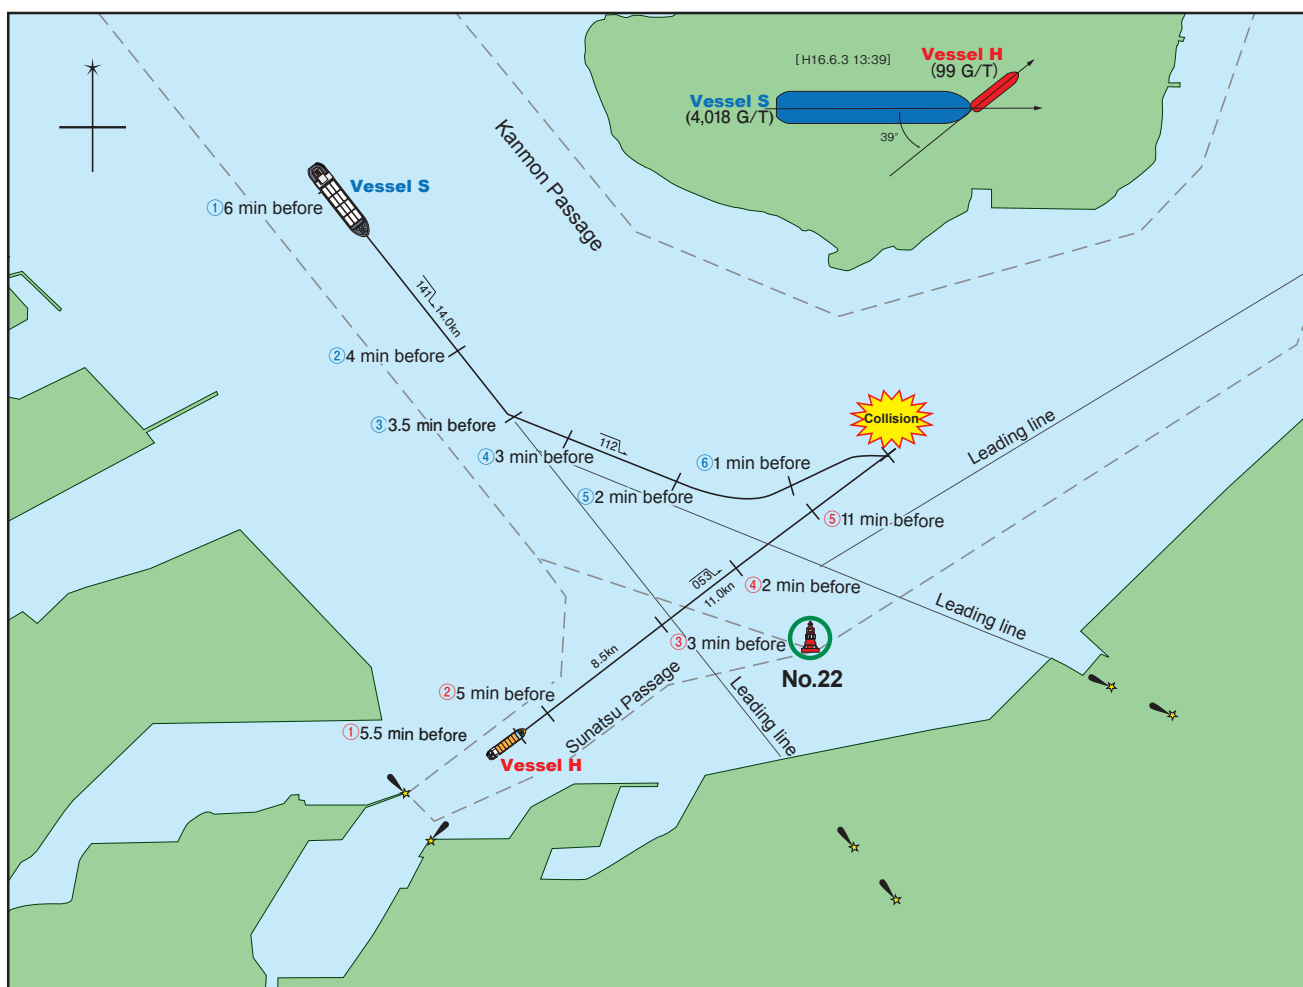 [H16.6.3 13:39]
Vessel H
(99 G/T)
Vessel S
(4,018 G/T)
39°
Kanmon Passage
Vessel S
①6 min before
141 14.0kn
②4 min before
③3.5 min before
④3 min before
112
⑤2 min before
⑥1 min before
Collision
Leading line
⑤11 min before
053
11.0kn
④2 min before
Leading line
③3 min before
8.5kn
No.22
②5 min before
Sunatsu Passage
Leading line
①5.5 min before
Vessel H